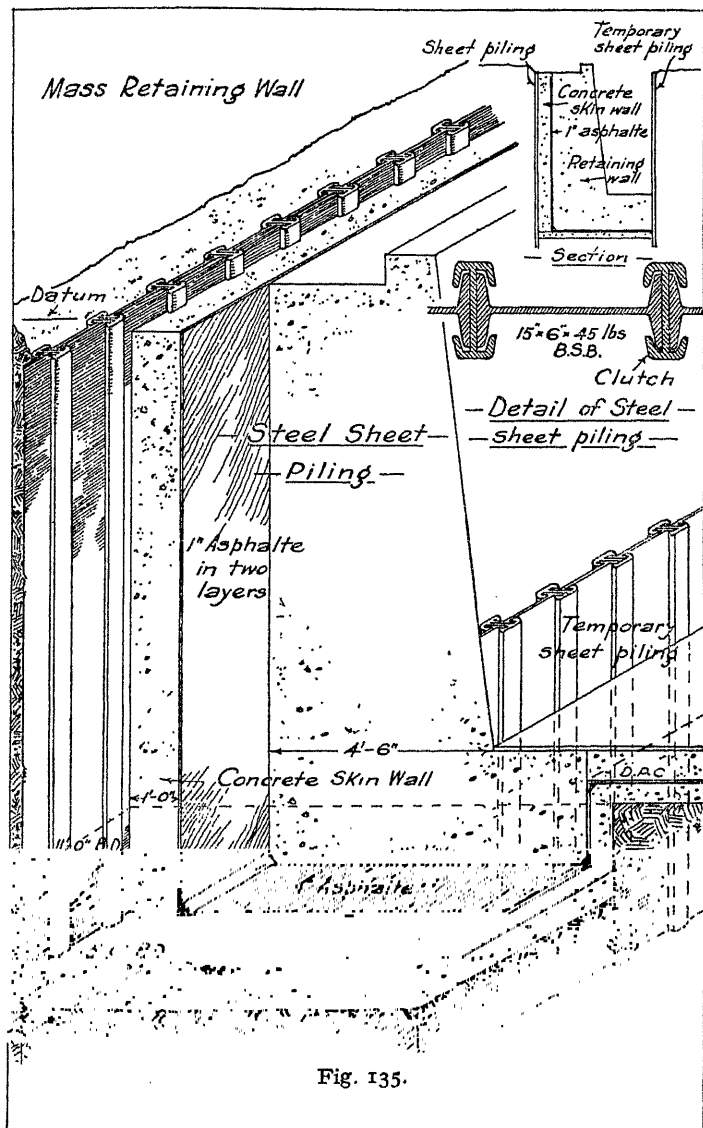 Mass Retaining Wall
Sheet piling
Temporary
sheet piling
Concrete
skin wall
1" asphalte
Retaining
wall
Section
Datum
15"×6"×45 lbs
B.S.B.
Clutch
Detail of Steel
sheet piling
Steel Sheet
Piling
1" Asphalte
in two
layers
Temporary
sheet piling
4'-6"
Concrete Skin Wall
1'-0"
D.P.C
1" Asphalte
Fig. 135.